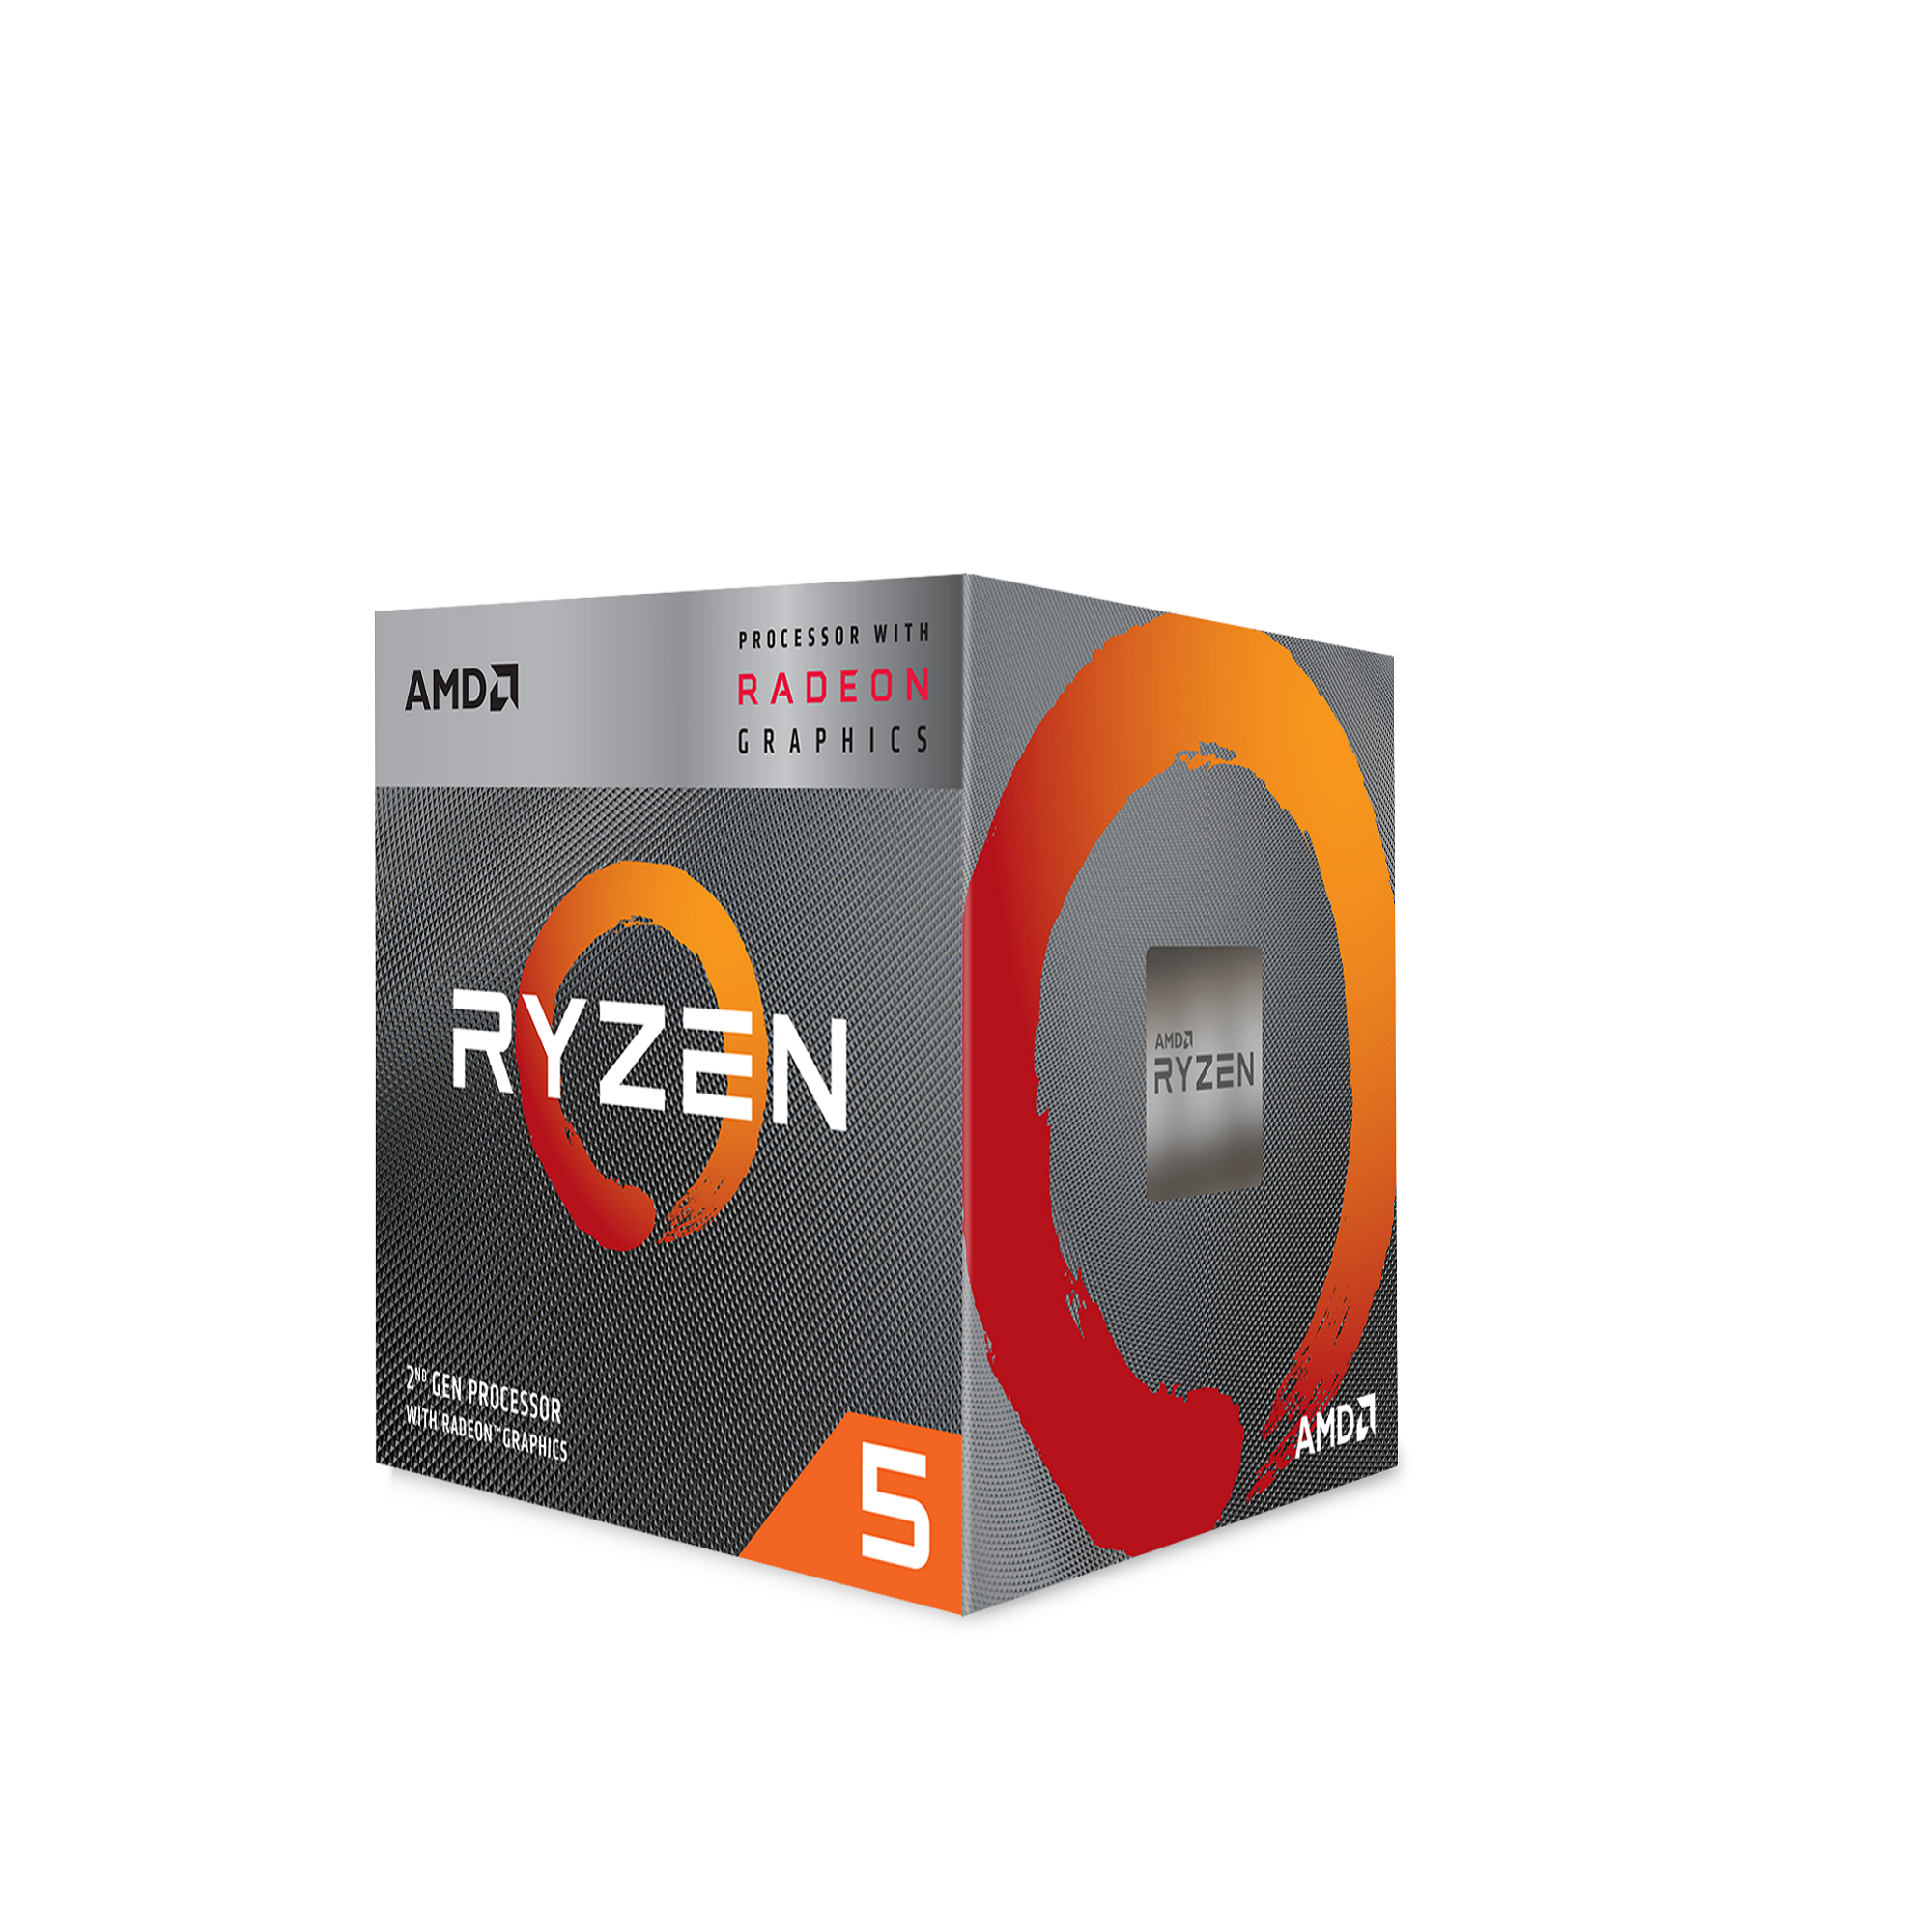 AMD
PROCESSOR WITH
RADEON
GRAPHICS
RYZEN
2ND GEN PROCESSOR
WITH RADEON™ GRAPHICS
5
AMD
RYZEN
AMD